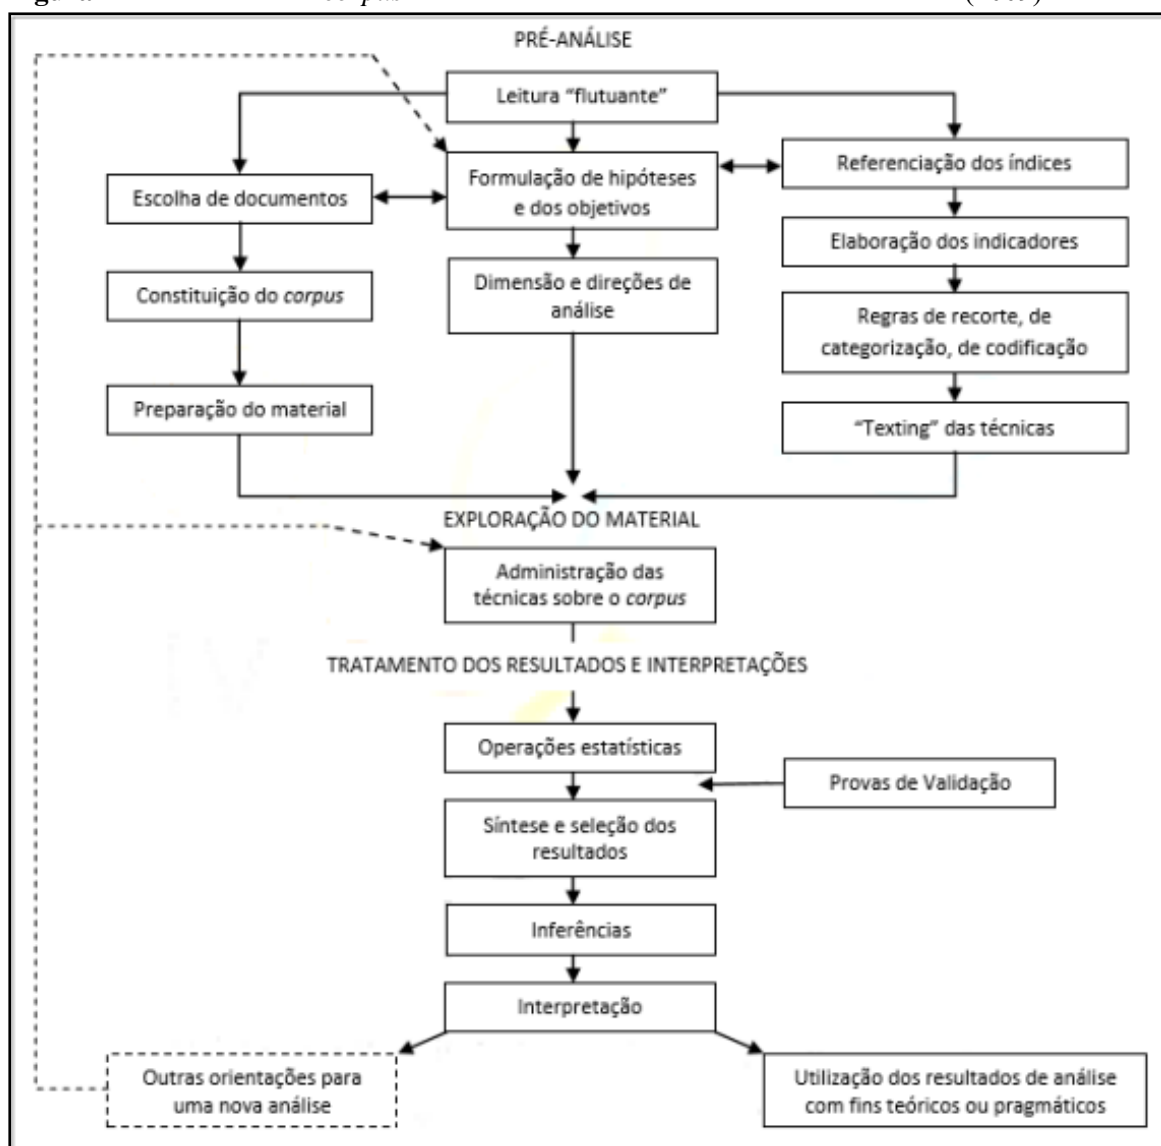 PRÉ-ANÁLISE
Leitura “flutuante”
Escolha de documentos
Formulação de hipóteses
e dos objetivos
Referenciação dos índices
Constituição do corpus
Dimensão e direções de
análise
Elaboração dos indicadores
Preparação do material
Regras de recorte, de
categorização, de codificação
“Texting” das técnicas
EXPLORAÇÃO DO MATERIAL
Administração das
técnicas sobre o corpus
TRATAMENTO DOS RESULTADOS E INTERPRETAÇÕES
Operações estatísticas
Provas de Validação
Síntese e seleção dos
resultados
Inferências
Interpretação
Outras orientações para
uma nova análise
Utilização dos resultados de análise
com fins teóricos ou pragmáticos